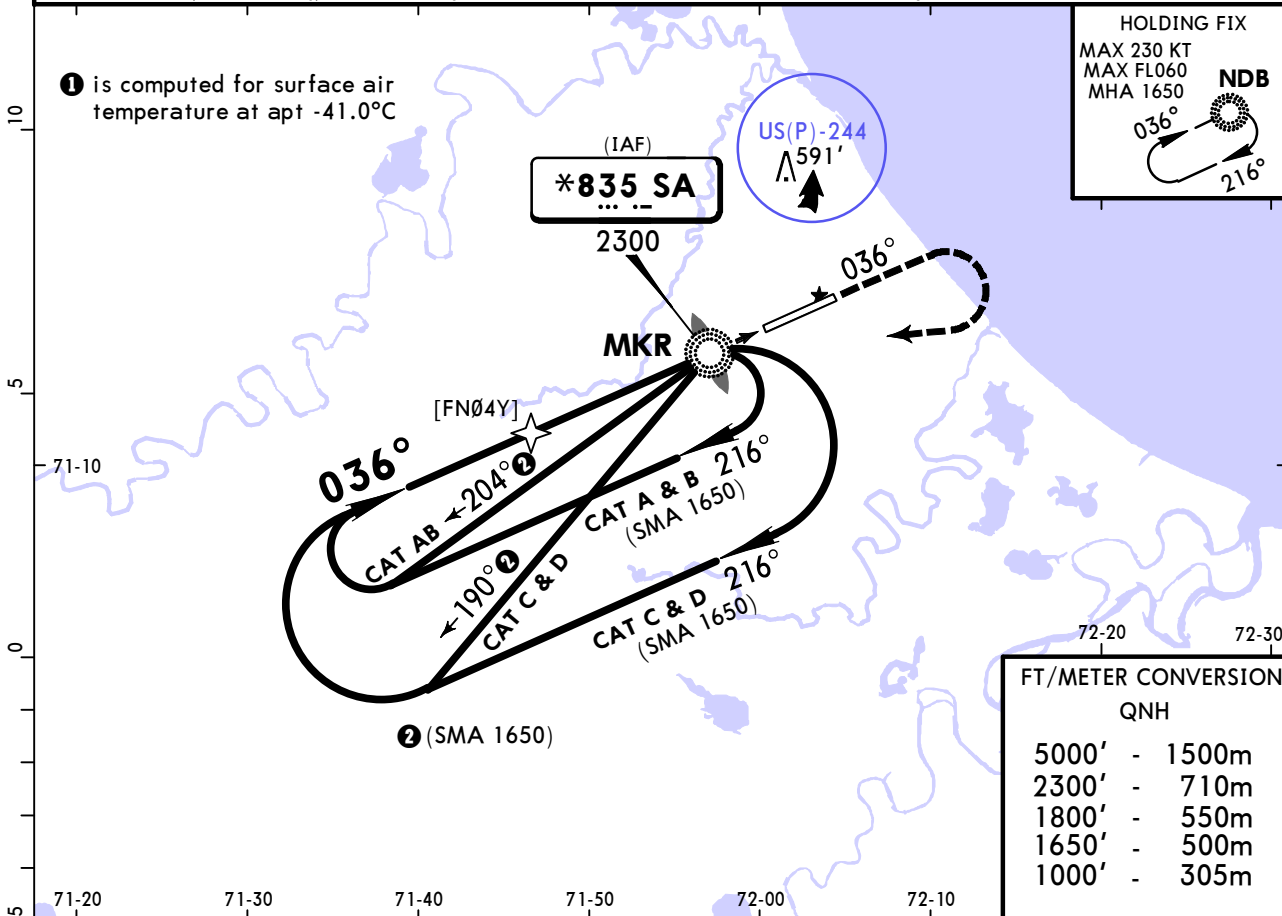 ❶ is computed for surface air
temperature at apt -41.0°C
HOLDING FIX
MAX 230 KT
MAX FL060
MHA 1650
NDB
036°
216°
10
5
0
5
US(P)-244
591'
(IAF)
*835 SA
2300
036°
MKR
[FNØ4Y]
71-10
036°
204°❷
CAT AB
216°
CAT A & B
(SMA 1650)
190°❷
CAT C & D
216°
CAT C & D
(SMA 1650)
❷ (SMA 1650)
72-20
72-30
FT/METER CONVERSION
QNH
5000' - 1500m
2300' - 710m
1800' - 550m
1650' - 500m
1000' - 305m
71-20
71-30
71-40
71-50
72-00
72-10